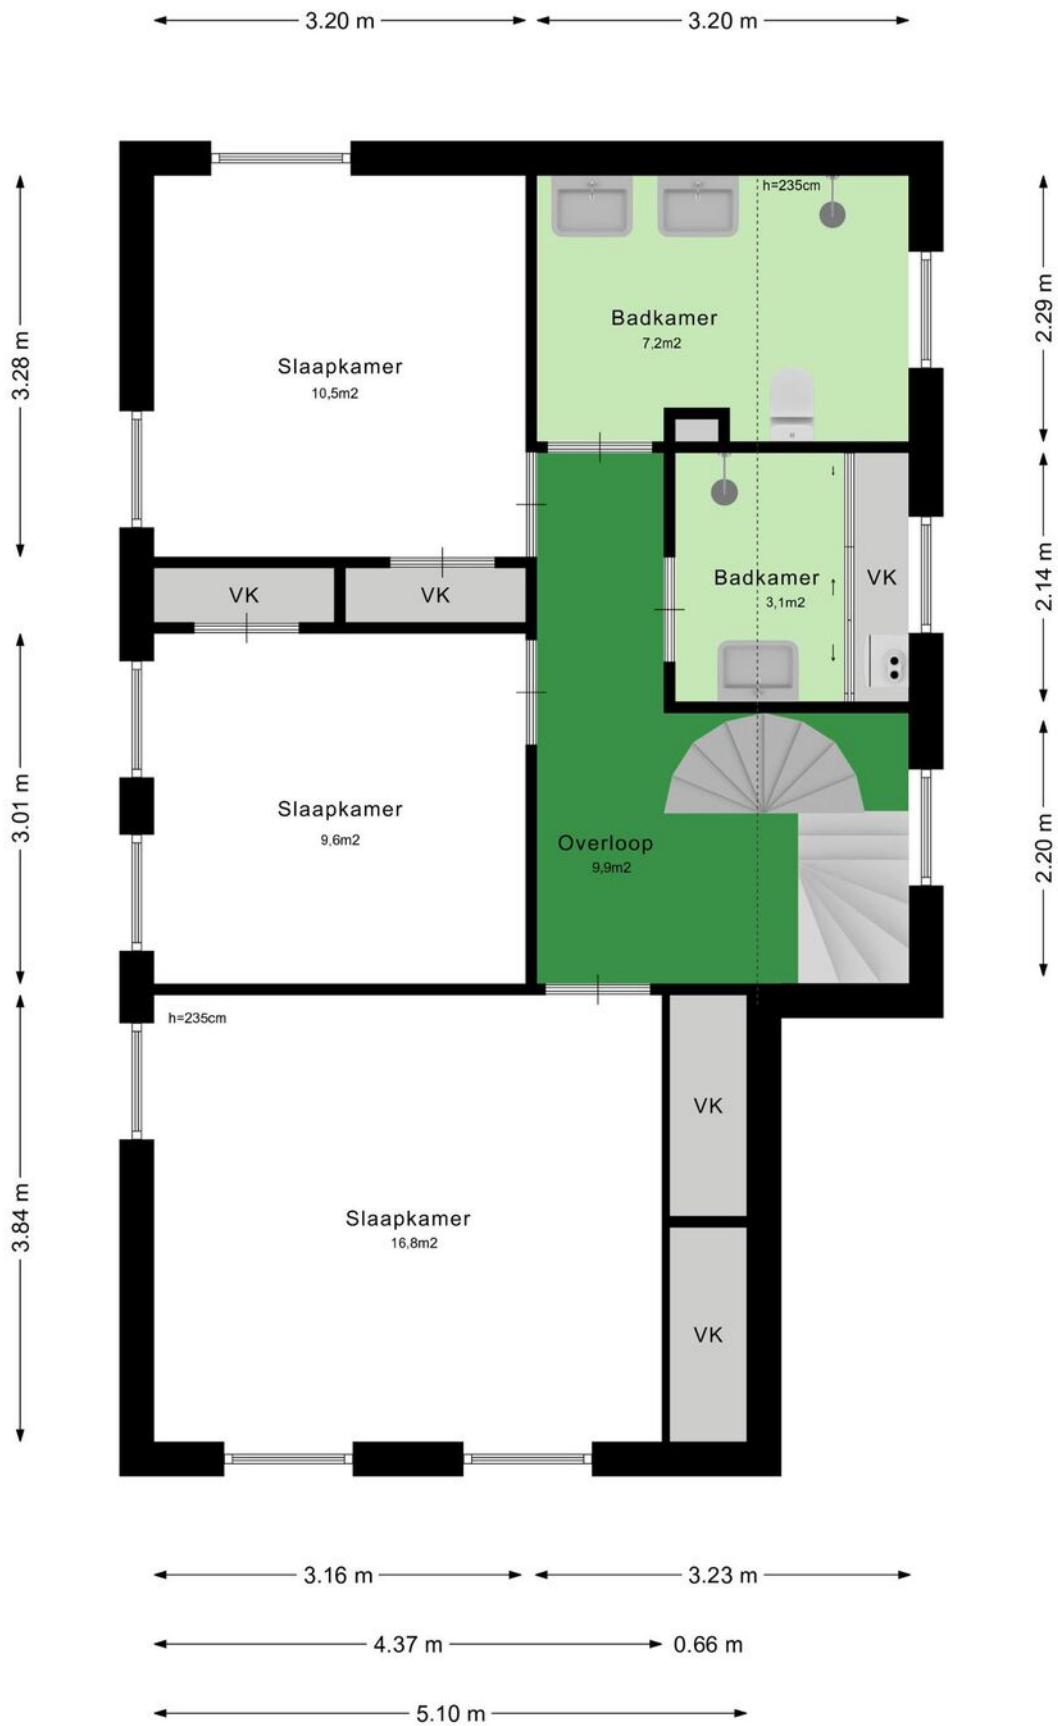 3.20 m
3.20 m
h=235cm
2.29 m
3.28 m
Badkamer
7,2m2
Slaapkamer
10,5m2
2.14 m
Badkamer
3,1m2
VK
VK
VK
3.01 m
Slaapkamer
9,6m2
Overloop
9,9m2
2.20 m
h=235cm
VK
3.84 m
Slaapkamer
16,8m2
VK
3.16 m
3.23 m
4.37 m
0.66 m
5.10 m